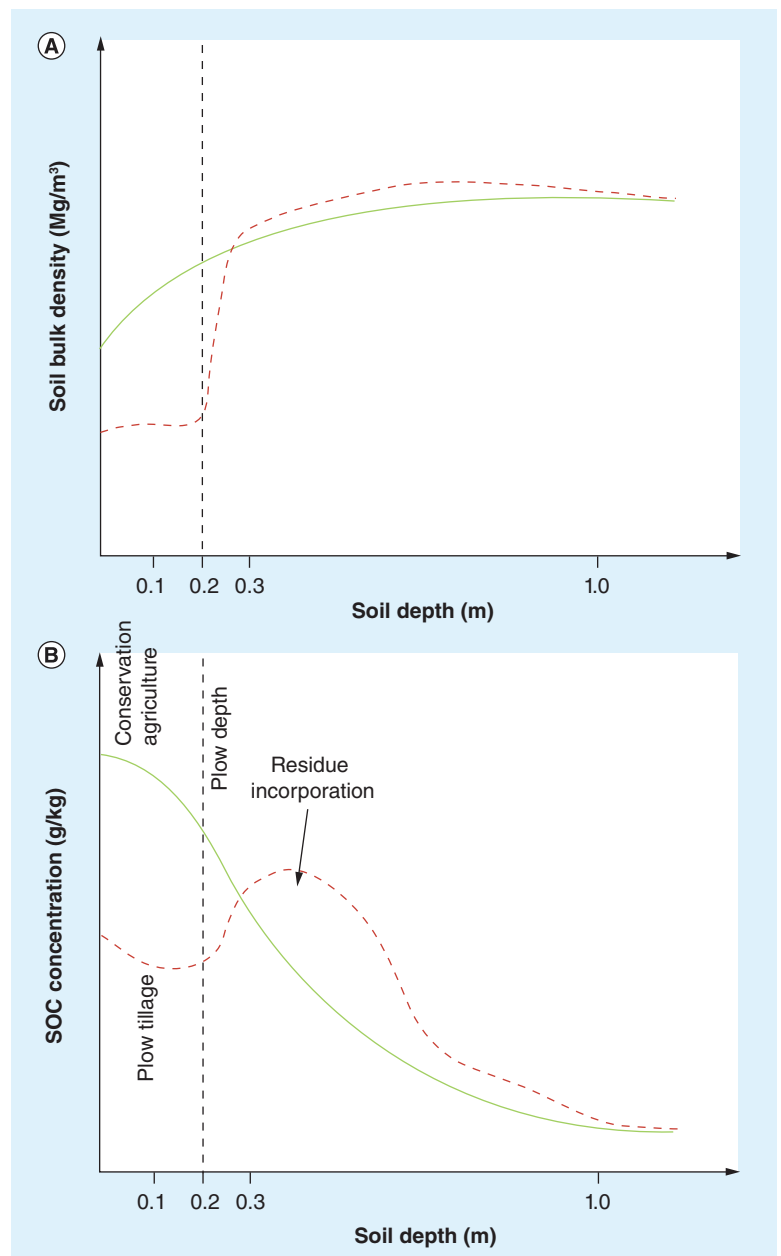 A
Soil bulk density (Mg/m³)
0.1 0.2 0.3 1.0
Soil depth (m)
B
Conservation
agriculture
Plow depth
Residue
incorporation
SOC concentration (g/kg)
Plow tillage
0.1 0.2 0.3 1.0
Soil depth (m)